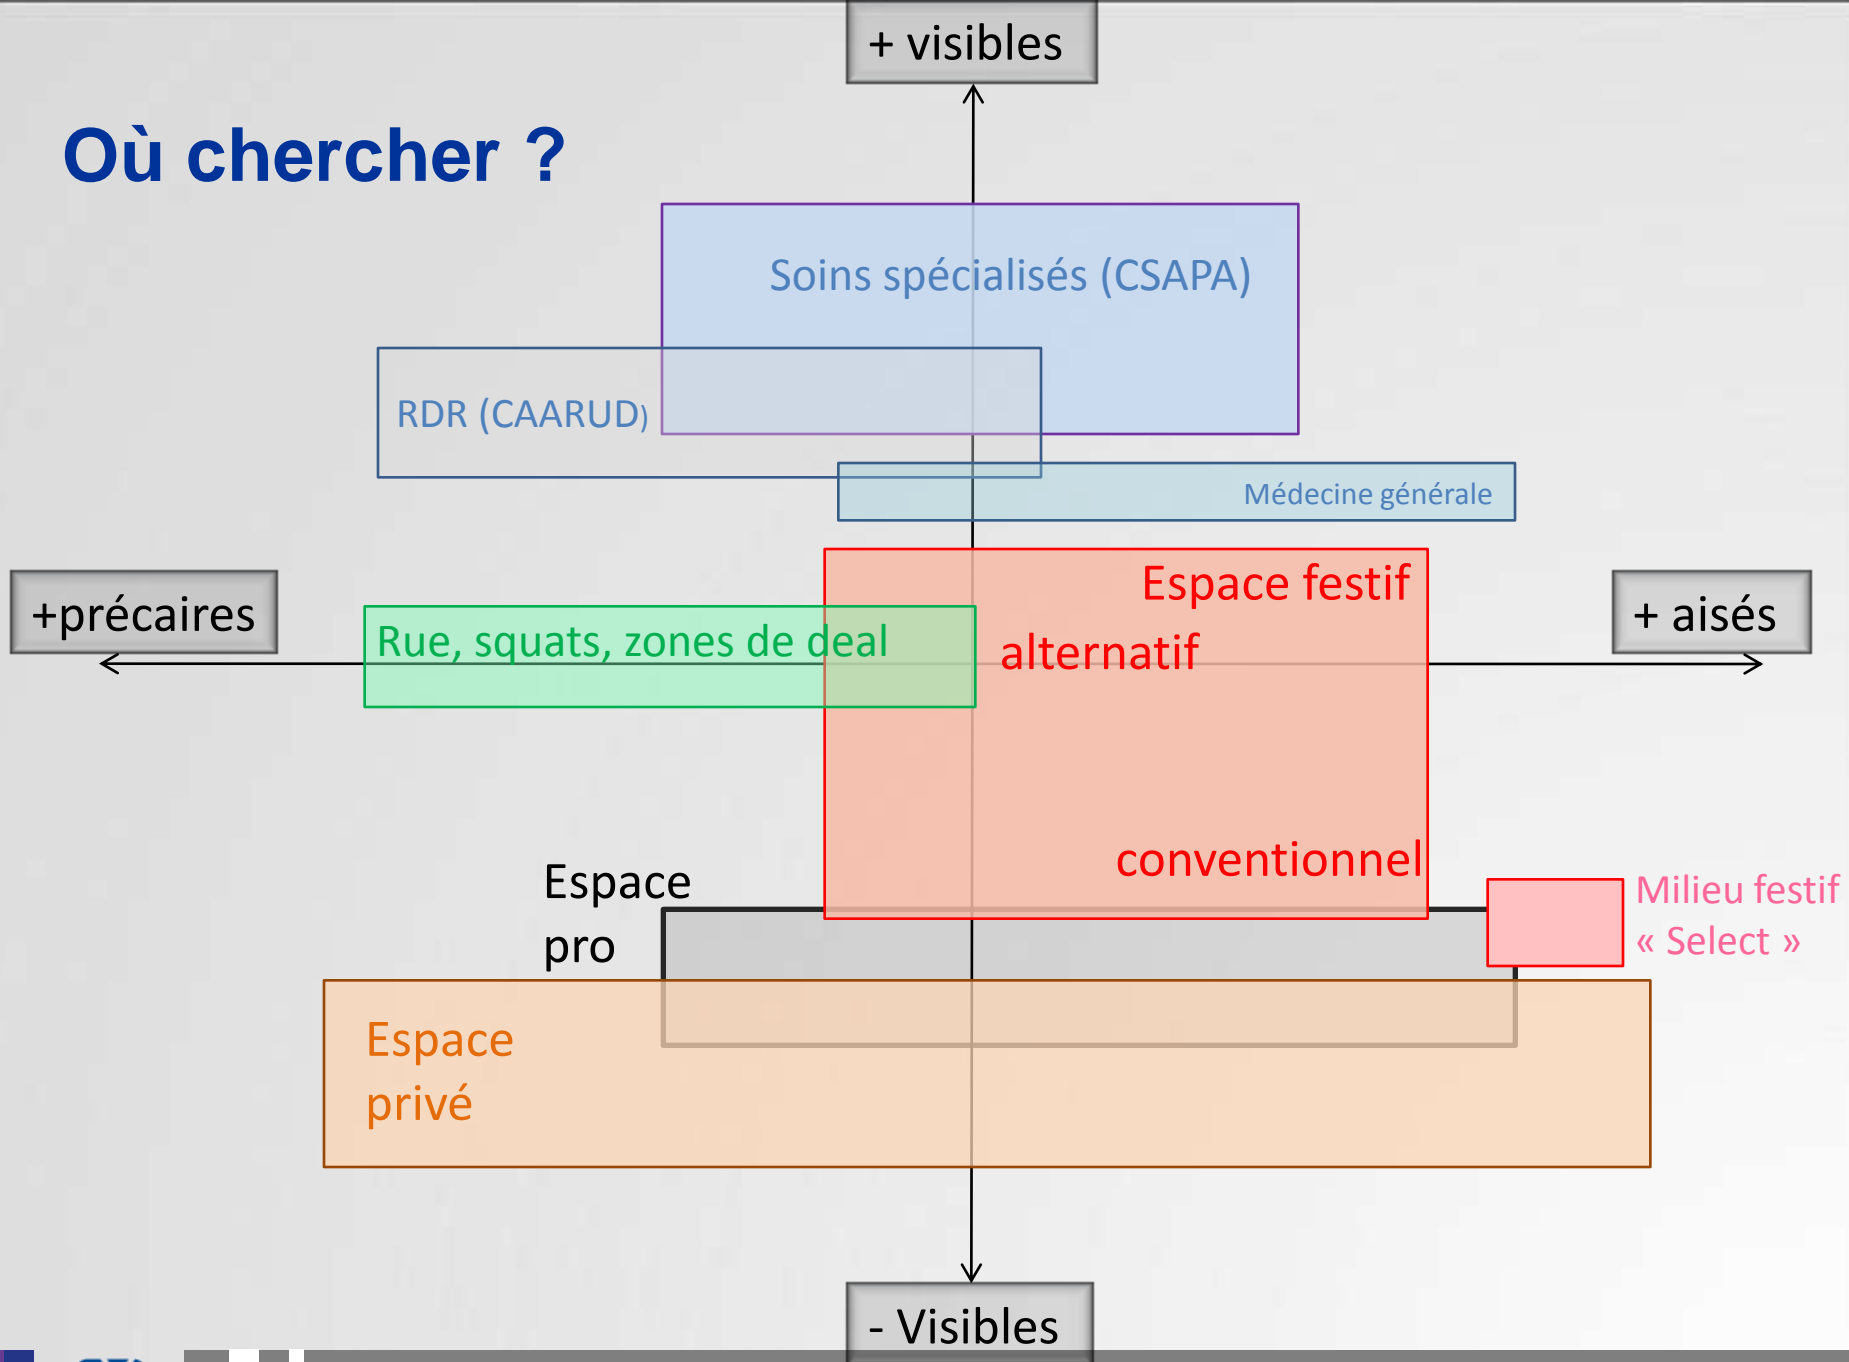 + visibles
Où chercher ?
Soins spécialisés (CSAPA)
RDR (CAARUD)
Médecine générale
Espace festif
+précaires
+ aisés
Rue, squats, zones de deal
alternatif
conventionnel
Espace
pro
Milieu festif
« Select »
Espace
privé
- Visibles